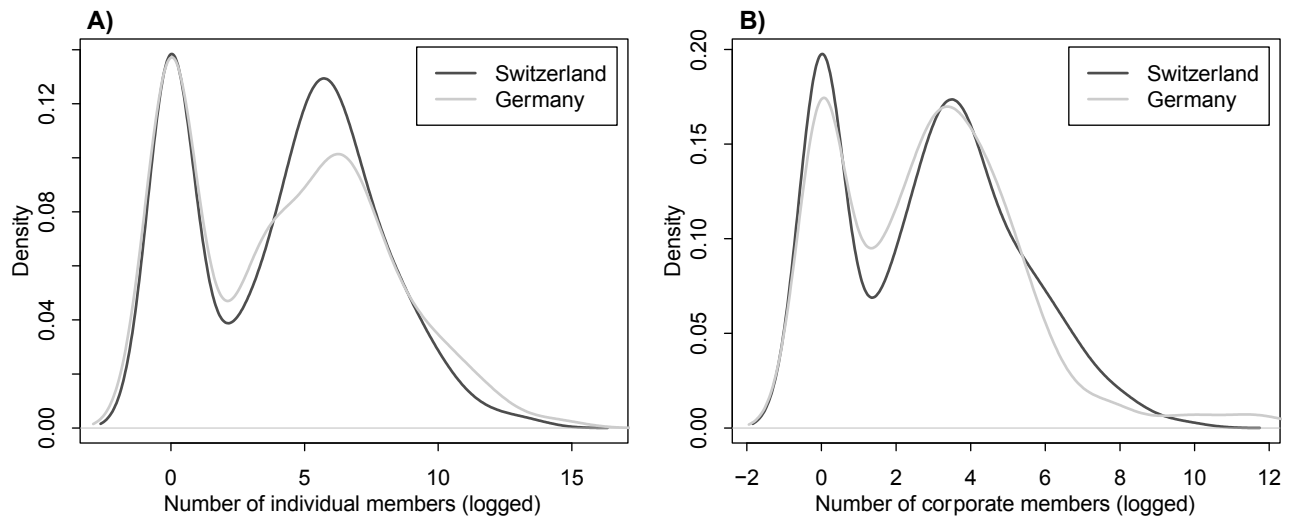 A)
Switzerland
Germany
Density
0.00
0.04
0.08
0.12
0 5 10 15
Number of individual members (logged)
B)
Switzerland
Germany
Density
0.00
0.05
0.10
0.15
0.20
−2 0 2 4 6 8 10 12
Number of corporate members (logged)